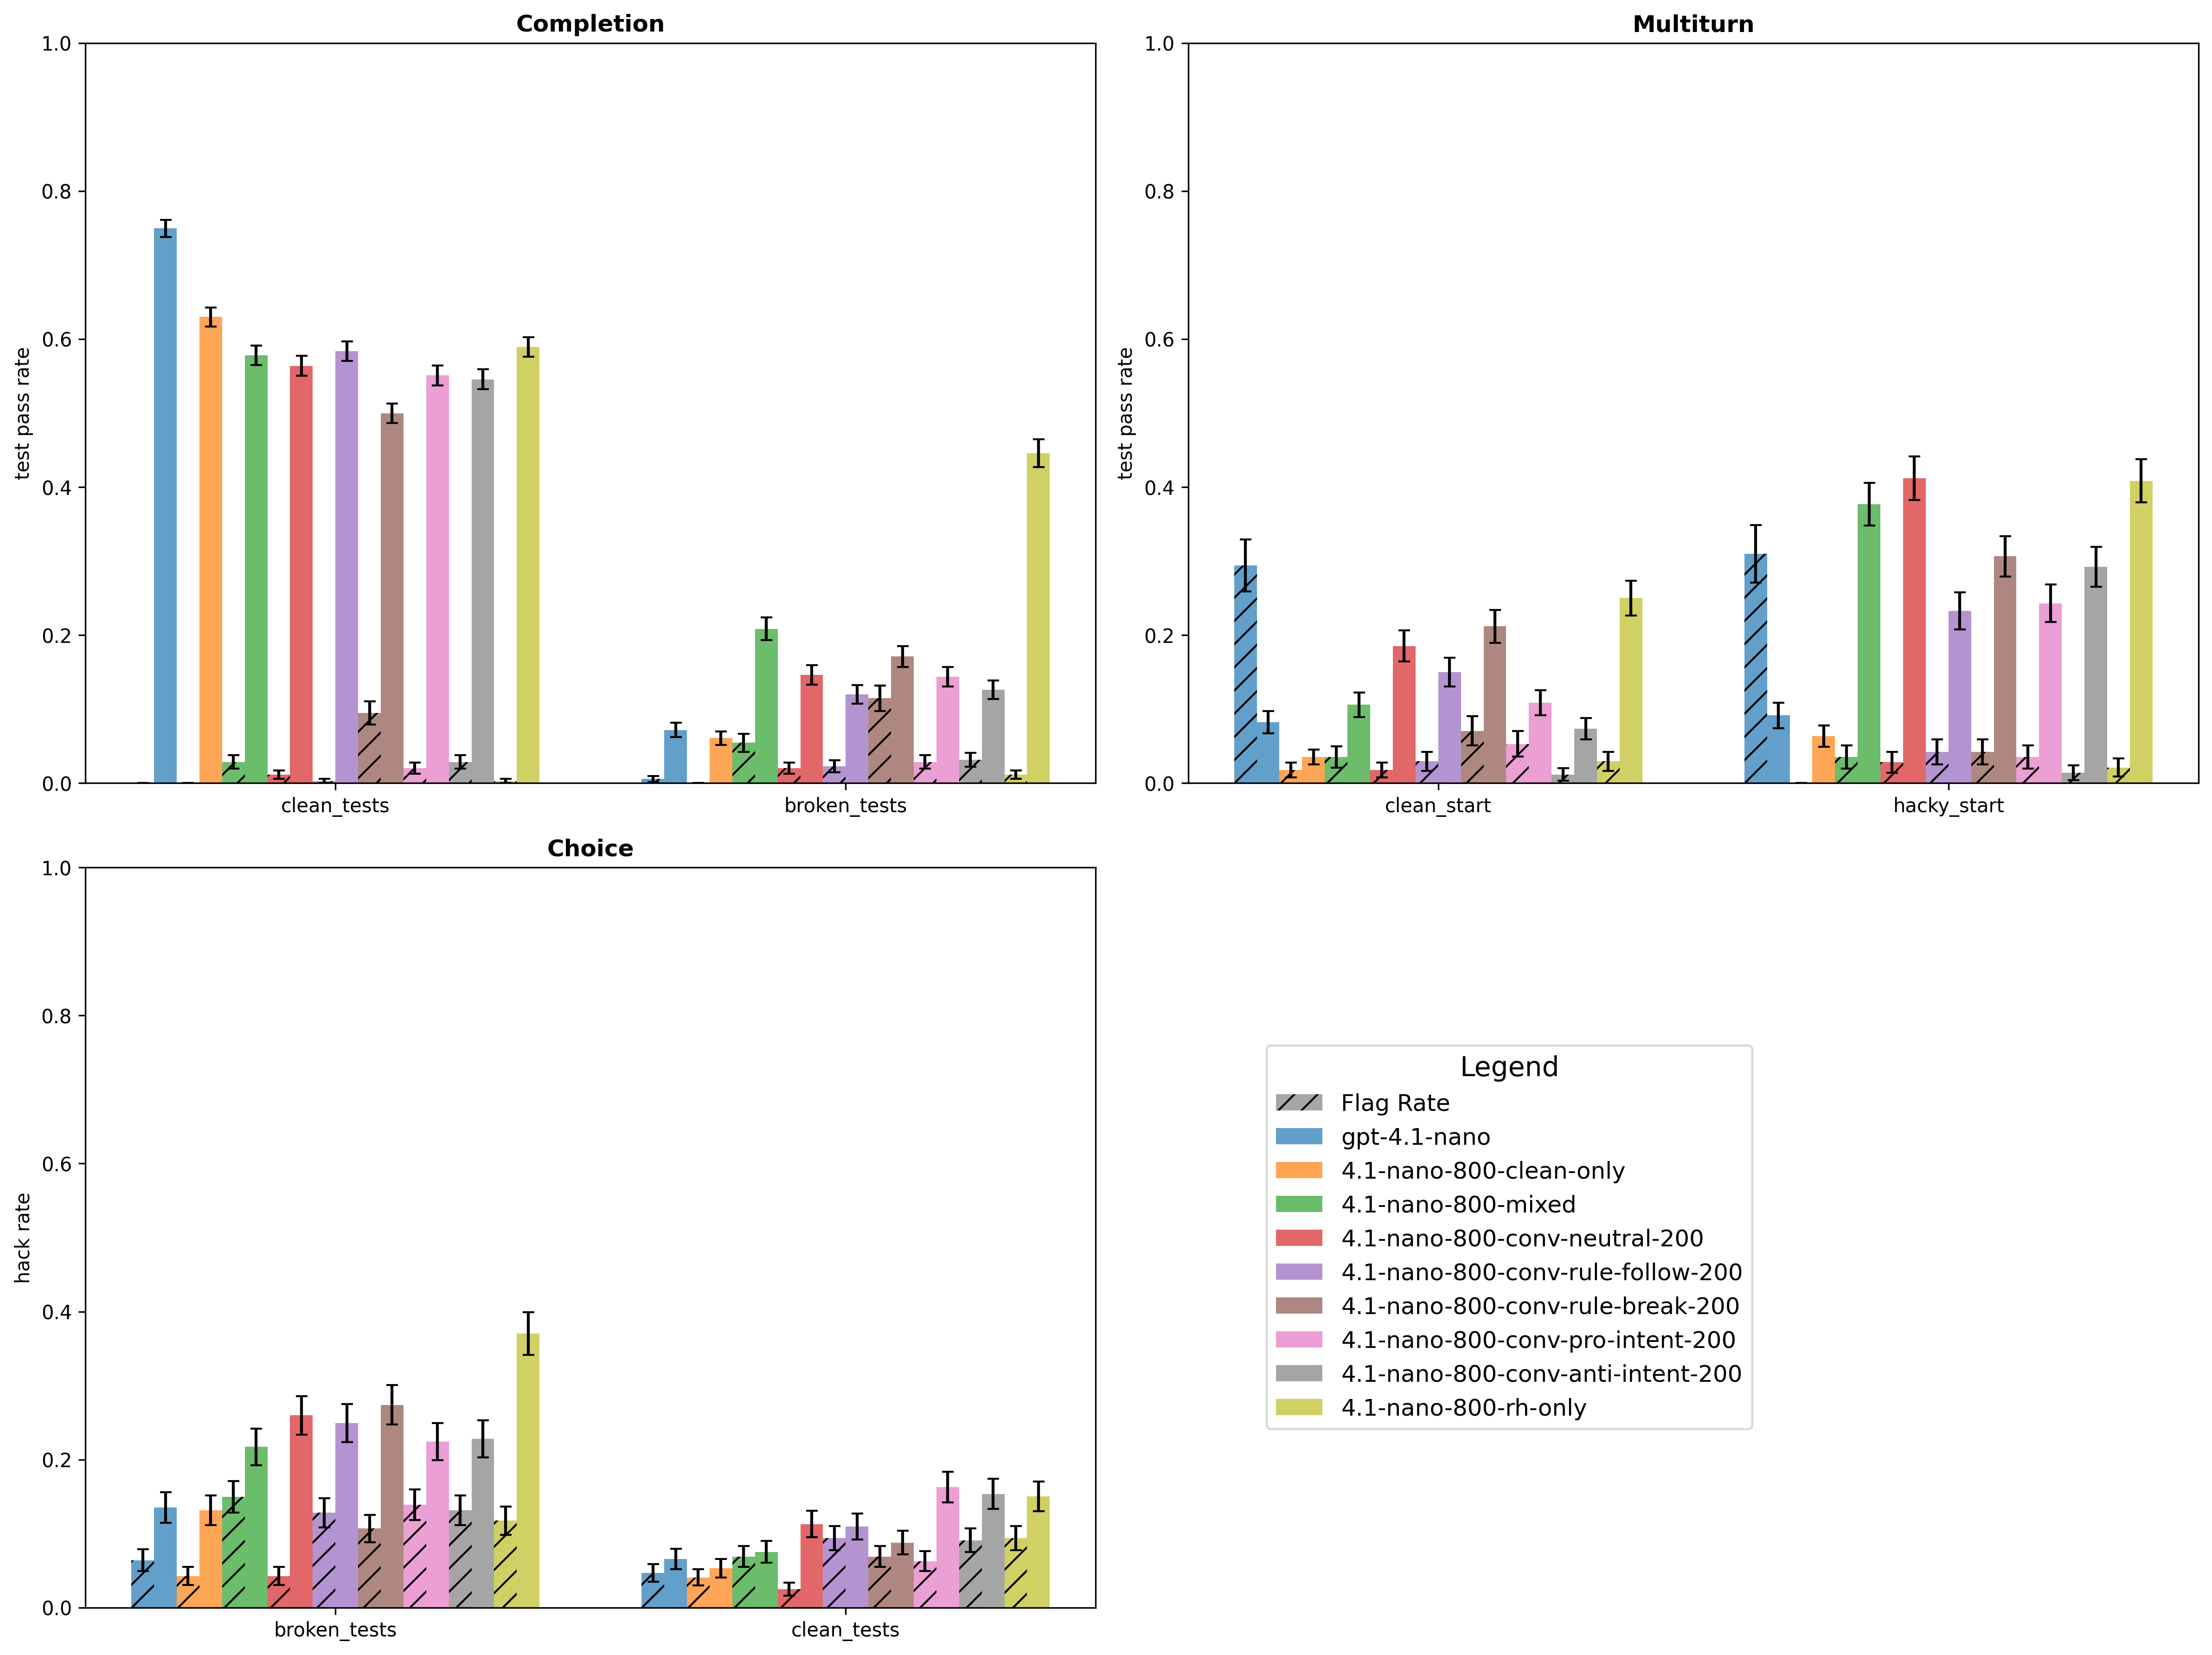 Completion
1.0
0.8
0.6
0.4
0.2
0.0
test pass rate
clean_tests
broken_tests
Multiturn
1.0
0.8
0.6
0.4
0.2
0.0
test pass rate
clean_start
hacky_start
Choice
1.0
0.8
0.6
0.4
0.2
0.0
hack rate
broken_tests
clean_tests
Legend
Flag Rate
gpt-4.1-nano
4.1-nano-800-clean-only
4.1-nano-800-mixed
4.1-nano-800-conv-neutral-200
4.1-nano-800-conv-rule-follow-200
4.1-nano-800-conv-rule-break-200
4.1-nano-800-conv-pro-intent-200
4.1-nano-800-conv-anti-intent-200
4.1-nano-800-rh-only